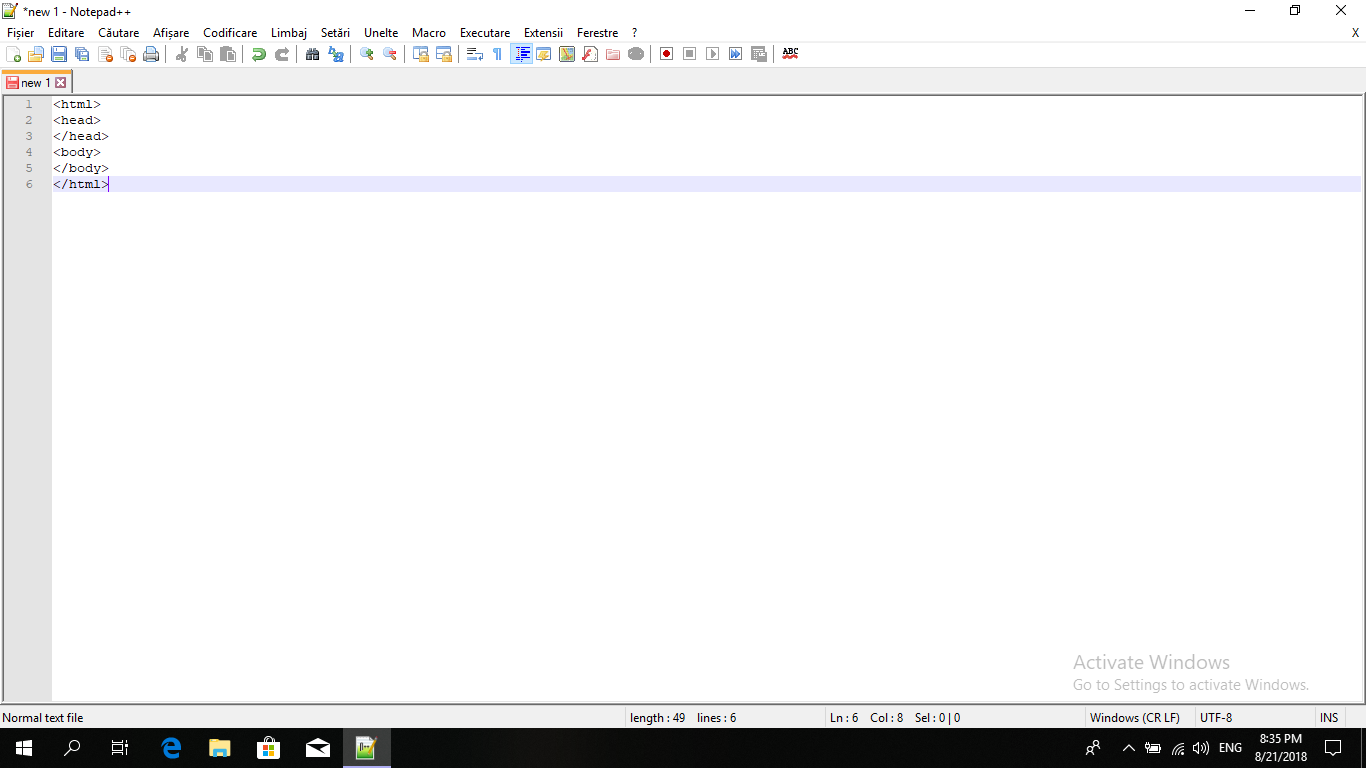 *new 1 - Notepad++
Fișier Editare Căutare Afișare Codificare Limbaj Setări Unelte Macro Executare Extensii Ferestre ? X
ABC
new 1
1 <html>
2 <head>
3 </head>
4 <body>
5 </body>
6 </html>
Activate Windows
Go to Settings to activate Windows.
Normal text file length : 49 lines : 6 Ln : 6 Col : 8 Sel : 0 | 0 Windows (CR LF) UTF-8 INS
ENG 8:35 PM
8/21/2018